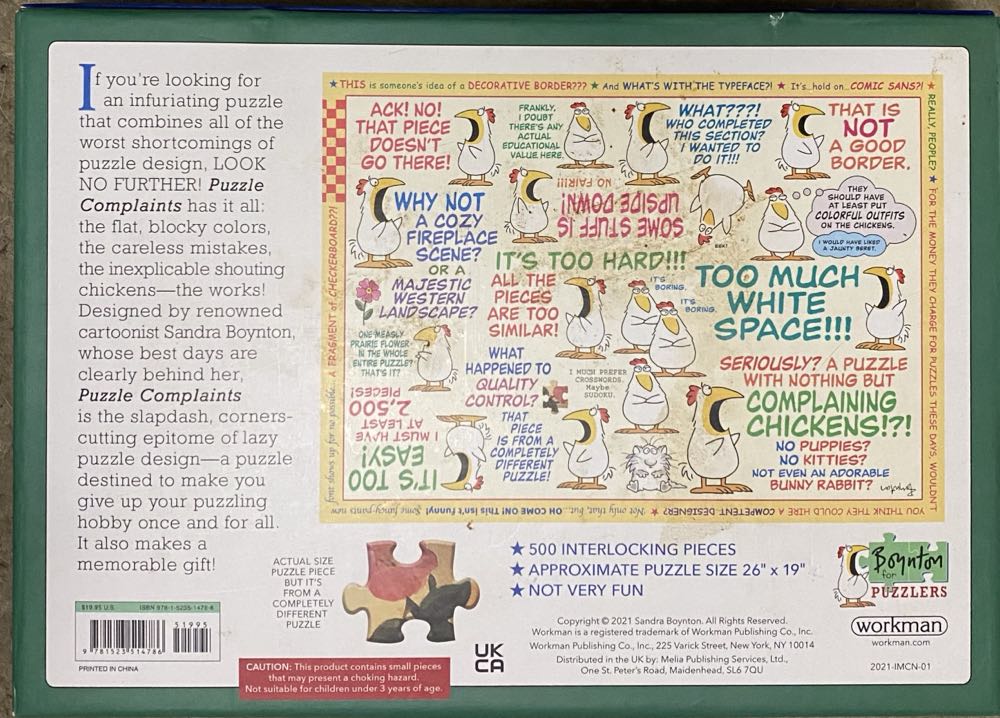 If you're looking for
an infuriating puzzle
that combines all of the
worst shortcomings of
puzzle design, LOOK
NO FURTHER! Puzzle
Complaints has it all:
the flat, blocky colors,
the careless mistakes,
the inexplicable shouting
chickens—the works!
Designed by renowned
cartoonist Sandra Boynton,
whose best days are
clearly behind her,
Puzzle Complaints
is the slapdash, corners-
cutting epitome of lazy
puzzle design—a puzzle
destined to make you
give up your puzzling
hobby once and for all.
It also makes a
memorable gift!
★ THIS is someone's idea of a DECORATIVE BORDER??? ★ And WHAT'S WITH THE TYPEFACE?! ★ It's...hold on...COMIC SANS?! ★
REALLY, PEOPLE? ★ FOR THE MONEY THEY CHARGE FOR PUZZLES THESE DAYS, WOULDN'T
YOU THINK THEY COULD HIRE A COMPETENT DESIGNER? ★ Not only that, but...OH COME ON! This isn't funny! Some fancy-pants new
font shows up for no possible... A FRAGMENT of CHECKERBOARD??!
ACK! NO!
THAT PIECE
DOESN'T
GO THERE!
FRANKLY,
I DOUBT
THERE'S ANY
ACTUAL
EDUCATIONAL
VALUE HERE.
WHAT???!
WHO COMPLETED
THIS SECTION?
I WANTED TO
DO IT!!!
THAT IS
NOT
A GOOD
BORDER.
WHY NOT
A COZY
FIREPLACE
SCENE?
OR A
MAJESTIC
WESTERN
LANDSCAPE?
SOME STUFF IS
UPSIDE DOWN!
NO FAIR!!!
EEK!
THEY
SHOULD HAVE
AT LEAST PUT
COLORFUL OUTFITS
ON THE CHICKENS.
I WOULD HAVE LIKED
A JAUNTY BERET.
IT'S TOO HARD!!!
ALL THE
PIECES
ARE TOO
SIMILAR!
IT'S
BORING.
IT'S
BORING.
TOO MUCH
WHITE
SPACE!!!
ONE MEASLY
PRAIRIE FLOWER
IN THE WHOLE
ENTIRE PUZZLE?
THAT'S IT?
WHAT
HAPPENED TO
QUALITY
CONTROL?
I MUCH PREFER
CROSSWORDS.
Maybe
SUDOKU.
SERIOUSLY? A PUZZLE
WITH NOTHING BUT
COMPLAINING
CHICKENS!?!
NO PUPPIES?
NO KITTIES?
NOT EVEN AN ADORABLE
BUNNY RABBIT?
IT'S TOO
EASY!
I MUST HAVE
AT LEAST
2,500
PIECES!
THAT
PIECE
IS FROM A
COMPLETELY
DIFFERENT
PUZZLE!
Boynton
ACTUAL SIZE
PUZZLE PIECE
BUT IT'S
FROM A
COMPLETELY
DIFFERENT
PUZZLE
★ 500 INTERLOCKING PIECES
★ APPROXIMATE PUZZLE SIZE 26" x 19"
★ NOT VERY FUN
Boynton
for
PUZZLERS
$19.95 U.S. ISBN 978-1-5235-1478-6
51995
9 781523 514786
PRINTED IN CHINA
CAUTION: This product contains small pieces
that may present a choking hazard.
Not suitable for children under 3 years of age.
UK
CA
Copyright © 2021 Sandra Boynton. All Rights Reserved.
Workman is a registered trademark of Workman Publishing Co., Inc.
Workman Publishing Co., Inc., 225 Varick Street, New York, NY 10014
Distributed in the UK by: Melia Publishing Services, Ltd.,
One St. Peter's Road, Maidenhead, SL6 7QU
workman
workman.com
2021-IMCN-01